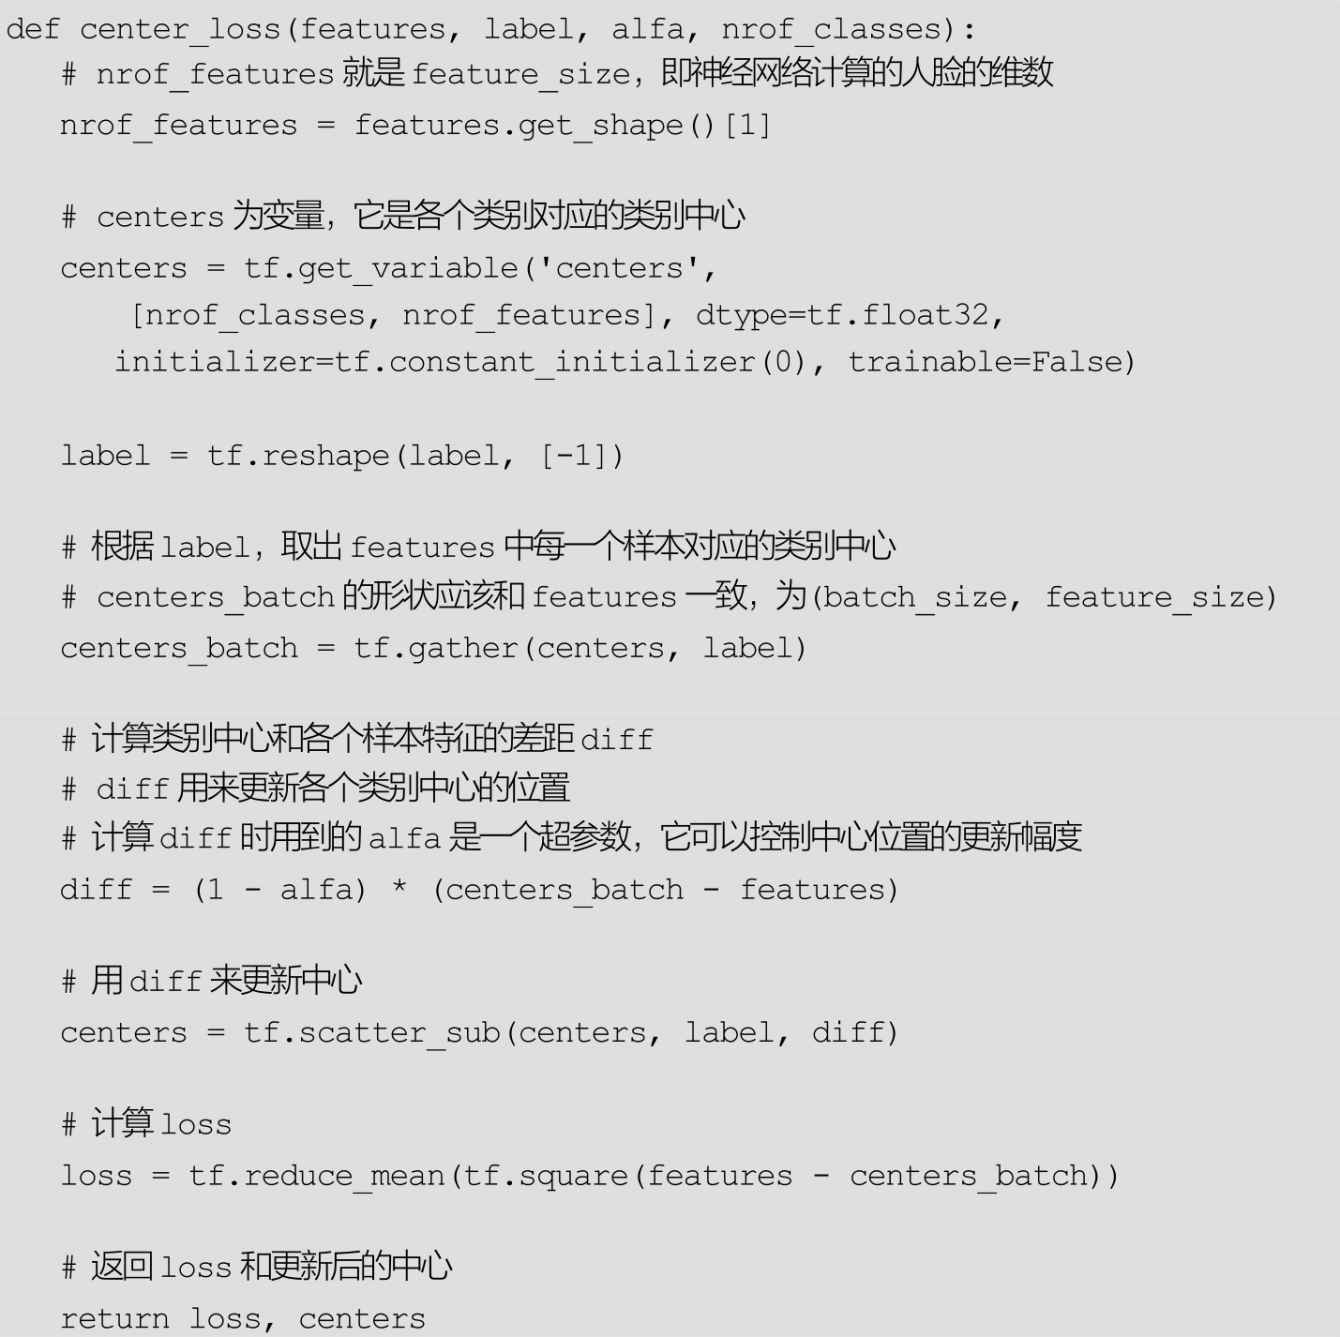 def center_loss(features, label, alfa, nrof_classes):
# nrof_features 就是 feature_size，即神经网络计算的人脸的维数
nrof_features = features.get_shape()[1]
# centers 为变量，它是各个类别对应的类别中心
centers = tf.get_variable('centers',
[nrof_classes, nrof_features], dtype=tf.float32,
initializer=tf.constant_initializer(0), trainable=False)
label = tf.reshape(label, [-1])
# 根据 label，取出 features 中每一个样本对应的类别中心
# centers_batch 的形状应该和 features 一致，为(batch_size, feature_size)
centers_batch = tf.gather(centers, label)
# 计算类别中心和各个样本特征的差距 diff
# diff 用来更新各个类别中心的位置
# 计算 diff 时用到的 alfa 是一个超参数，它可以控制中心位置的更新幅度
diff = (1 - alfa) * (centers_batch - features)
# 用 diff 来更新中心
centers = tf.scatter_sub(centers, label, diff)
# 计算 loss
loss = tf.reduce_mean(tf.square(features - centers_batch))
# 返回 loss 和更新后的中心
return loss, centers